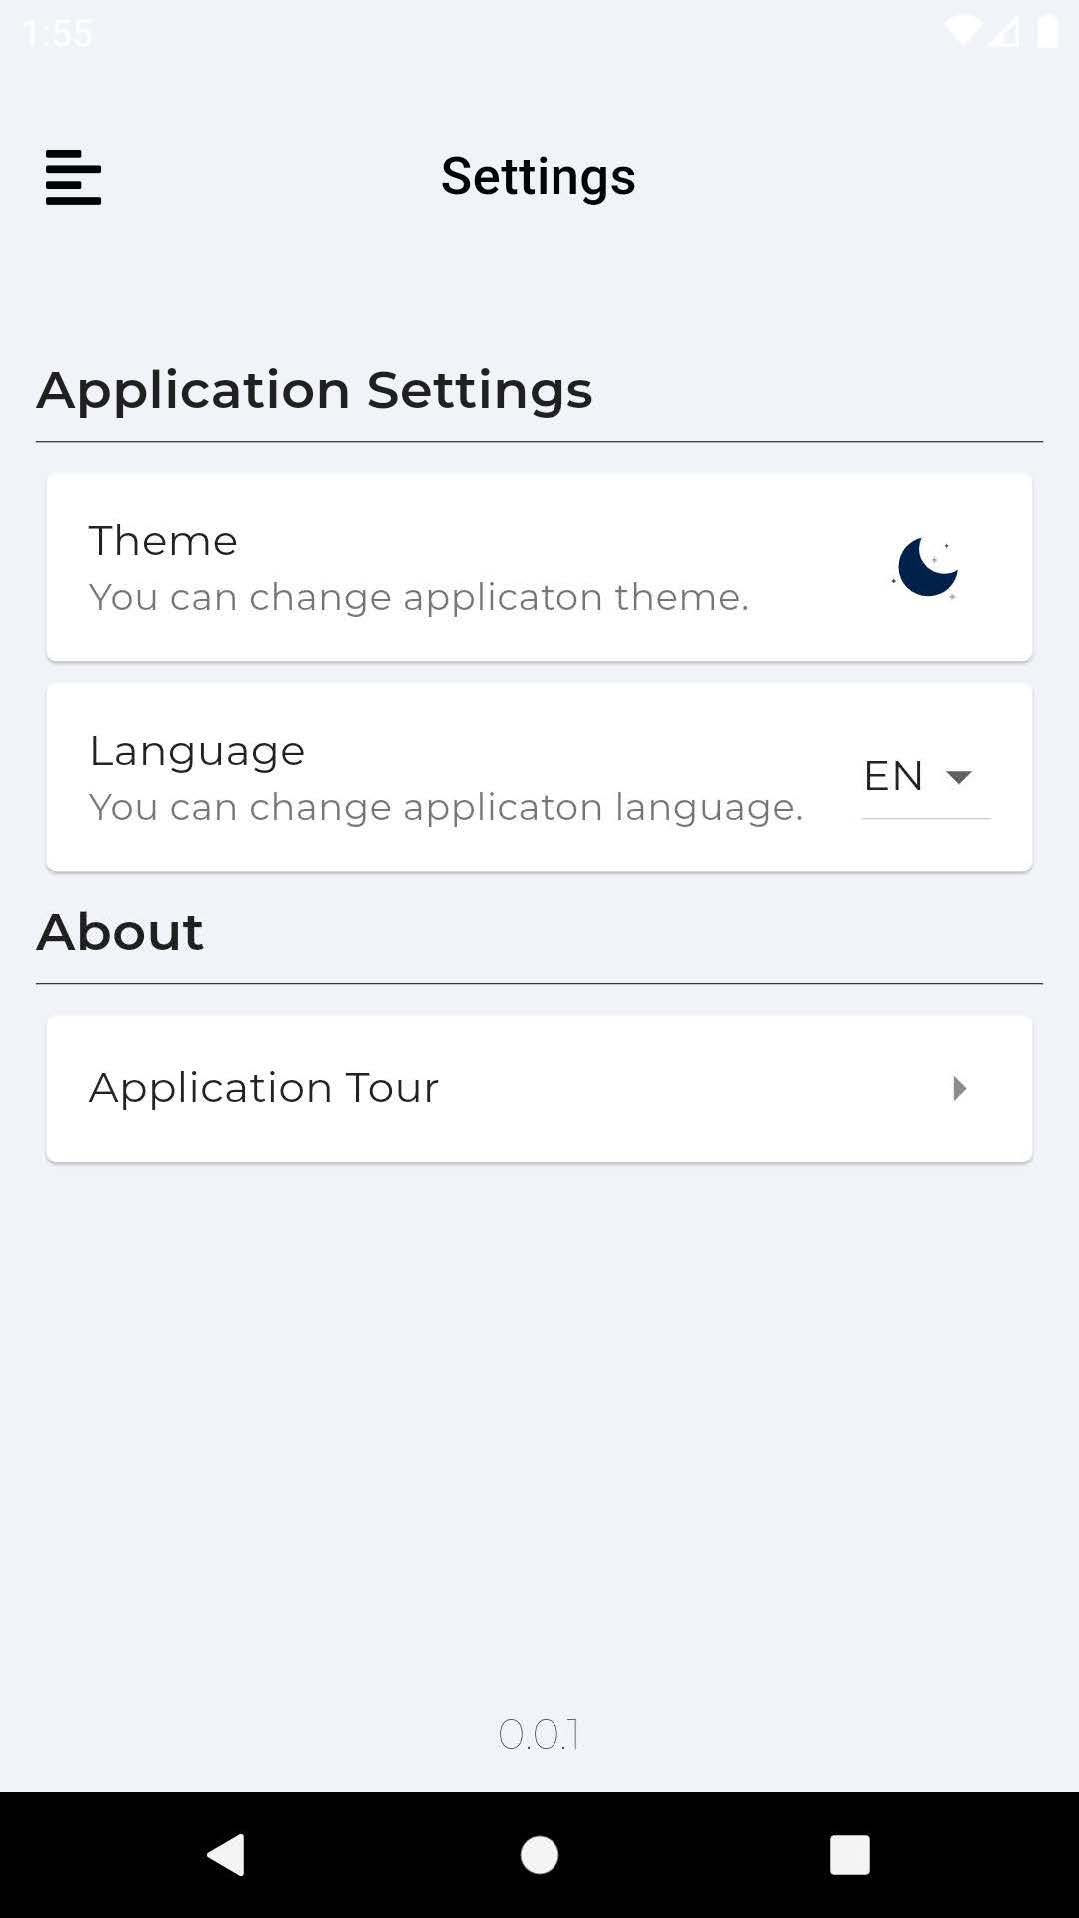 1:55
Settings
Application Settings
Theme
You can change applicaton theme.
Language
You can change applicaton language.
EN
About
Application Tour
0.0.1